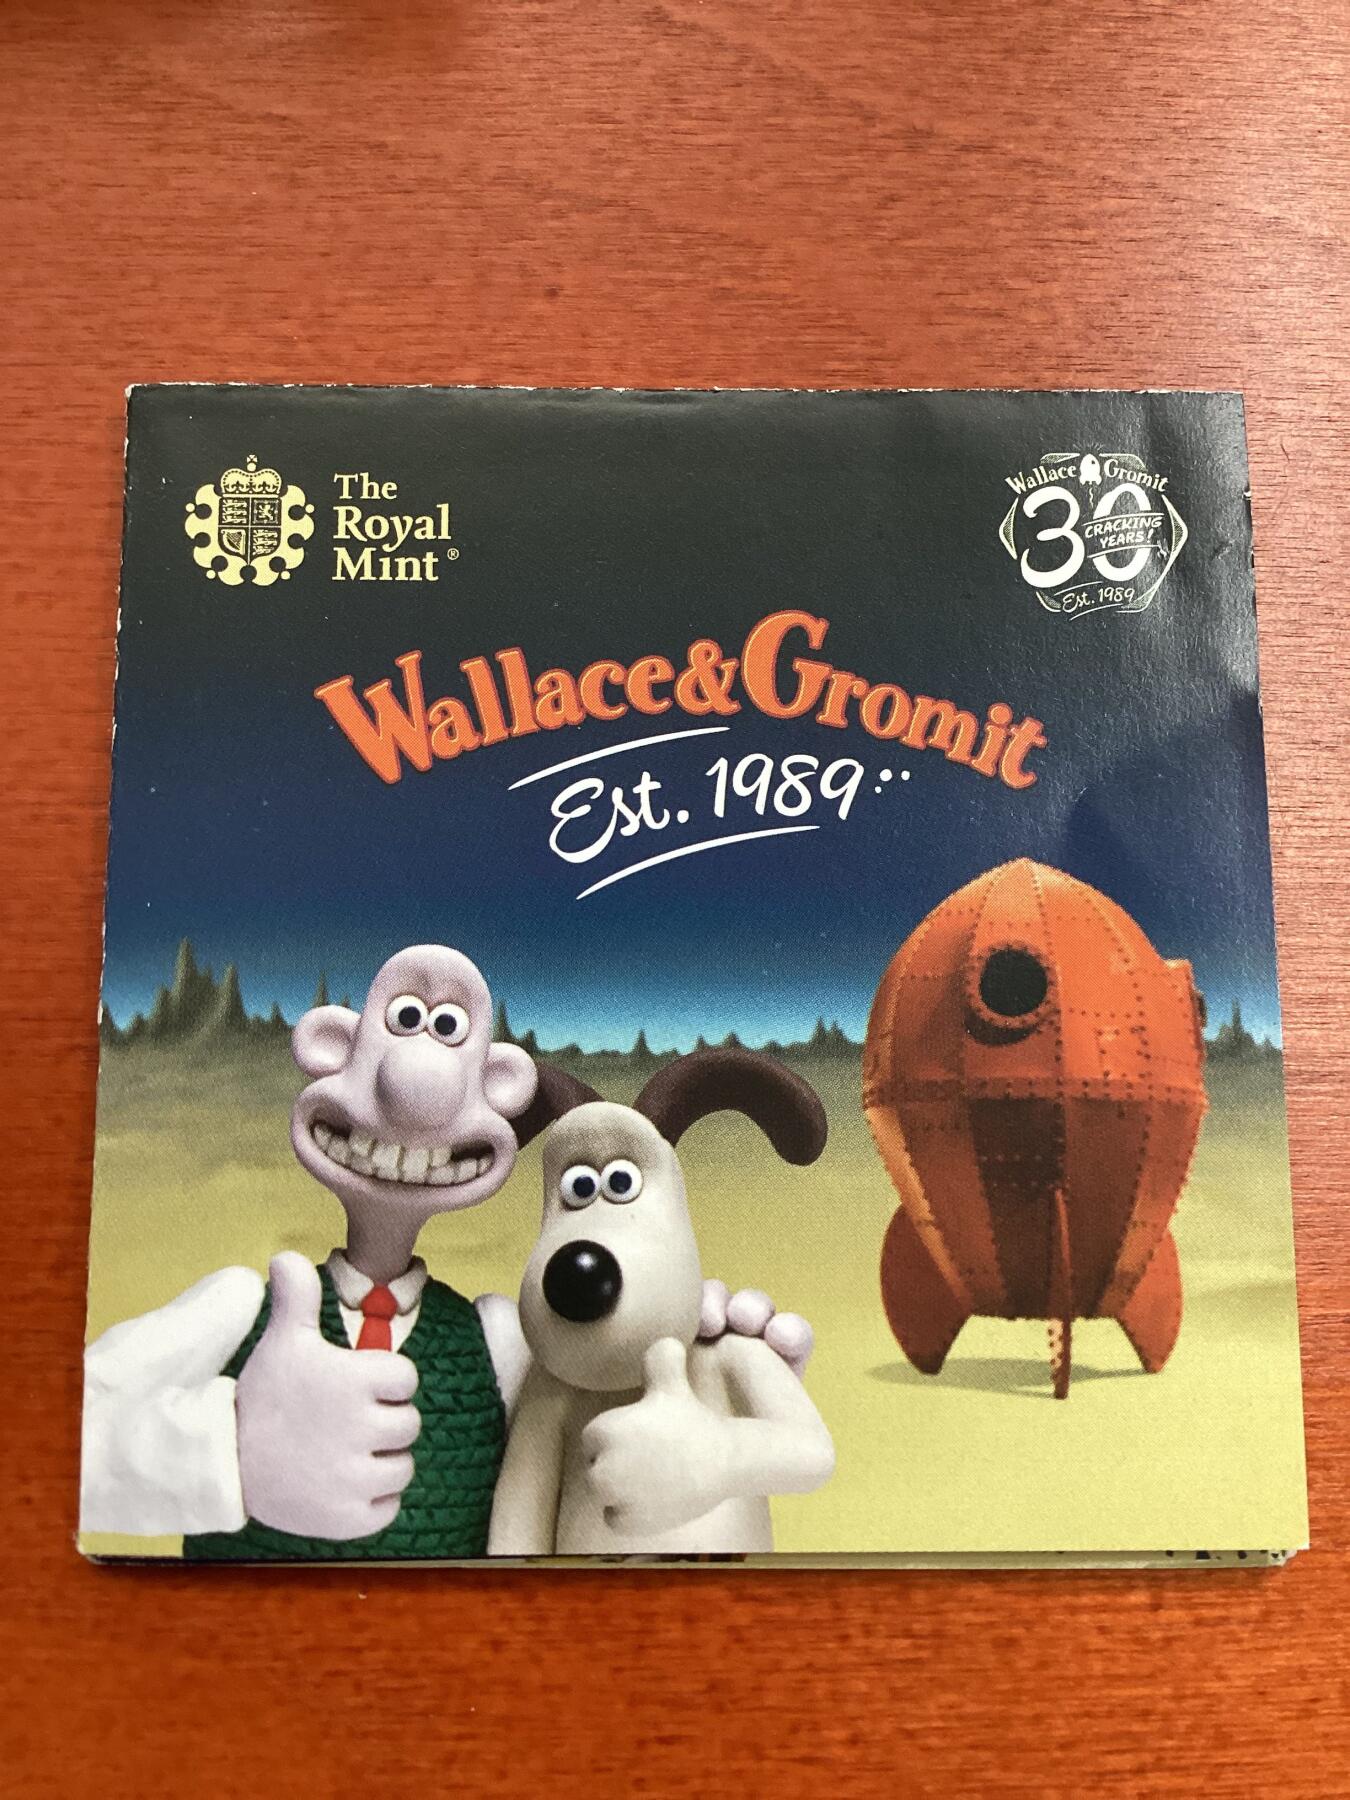 The
Royal
Mint®
Wallace Gromit
30
CRACKING
YEARS!
Est. 1989
Wallace & Gromit
Est. 1989